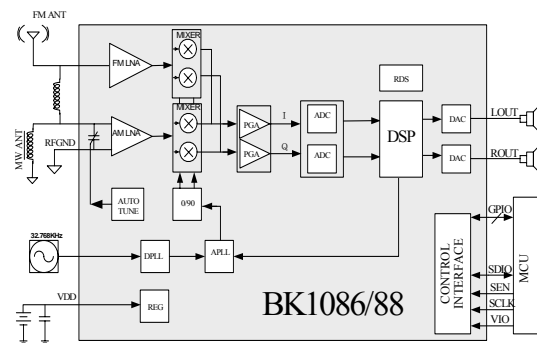 FM ANT
MIXER
FM LNA
RDS
MIXER
I
LOUT
ADC
DAC
PGA
DSP
AM LNA
RFGND
MW ANT
PGA
Q
ADC
DAC
ROUT
AUTO
TUNE
0/90
GPIO
32.768KHz
DPLL
APLL
CONTROL
INTERFACE
MCU
SDIO
SEN
SCLK
VIO
VDD
REG
BK1086/88